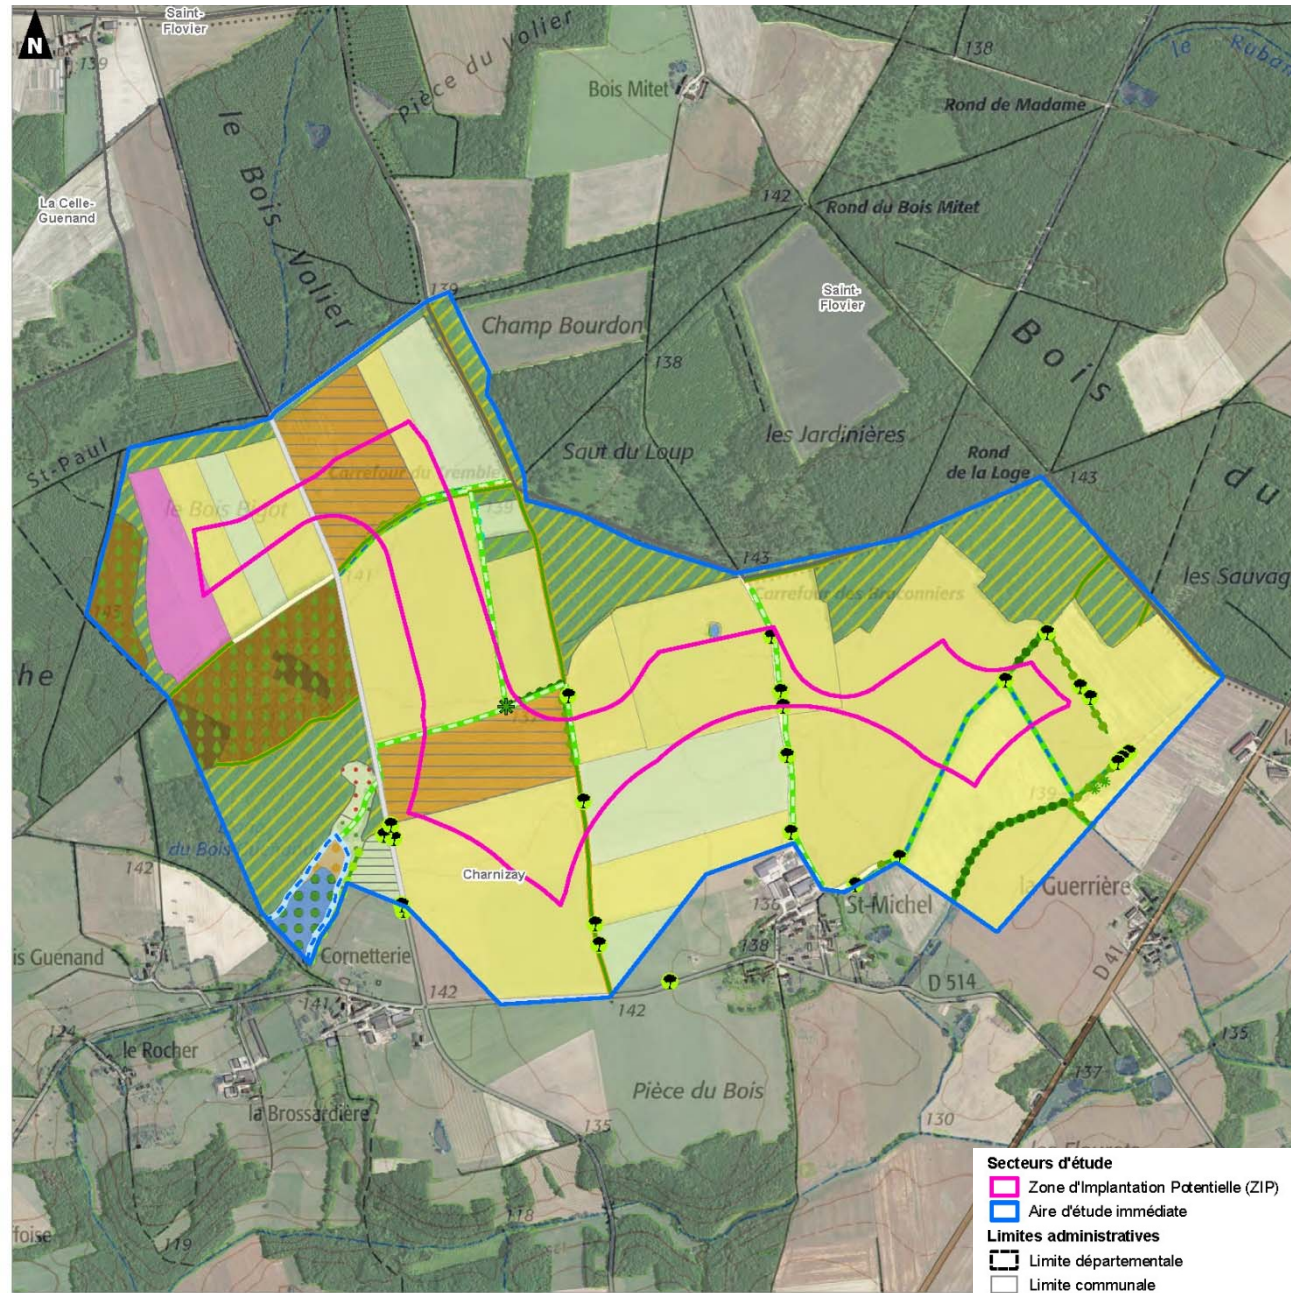 N
Saint-
Flovier
139
Pièce du Volier
Bois Mitet
138
le Ruban
Rond de Madame
le Bois Volier
La Celle-
Guenand
142
Rond du Bois Mitet
139
Champ Bourdon
Saint-
Flovier
138
Bois du
les Jardinières
Saut du Loup
Rond
de la Loge
143
St-Paul
Carrefour du Tremble
le Bois Bigot
139
141
143
les Sauvag
Carrefour des Braconniers
143
he
137
139
142
du Bois
Charnizay
136
St-Michel
la Guerrière
is Guenand
Cornetterie
138
D 514
D 41
141
142
142
124
le Rocher
135
137
Pièce du Bois
la Brossardière
130
135
118
119
ffoise
Secteurs d'étude
Zone d'Implantation Potentielle (ZIP)
Aire d'étude immédiate
Limites administratives
Limite départementale
Limite communale